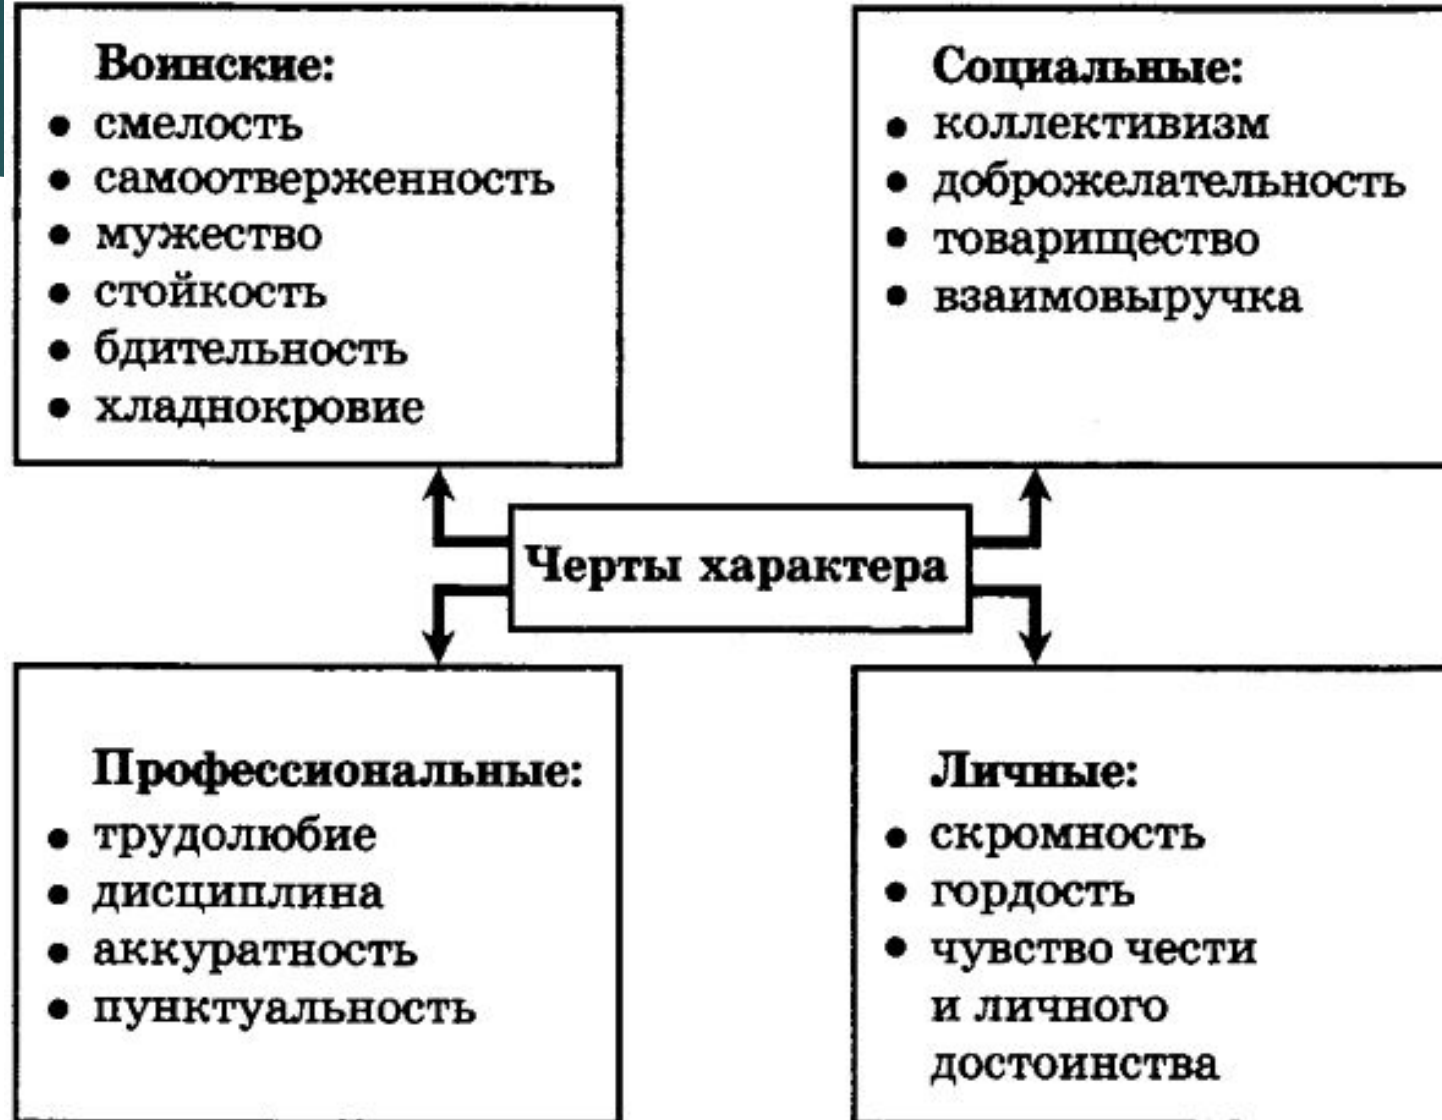 Воинские:
• смелость
• самоотверженность
• мужество
• стойкость
• бдительность
• хладнокровие
Социальные:
• коллективизм
• доброжелательность
• товарищество
• взаимовыручка
Черты характера
Профессиональные:
• трудолюбие
• дисциплина
• аккуратность
• пунктуальность
Личные:
• скромность
• гордость
• чувство чести
и личного
достоинства